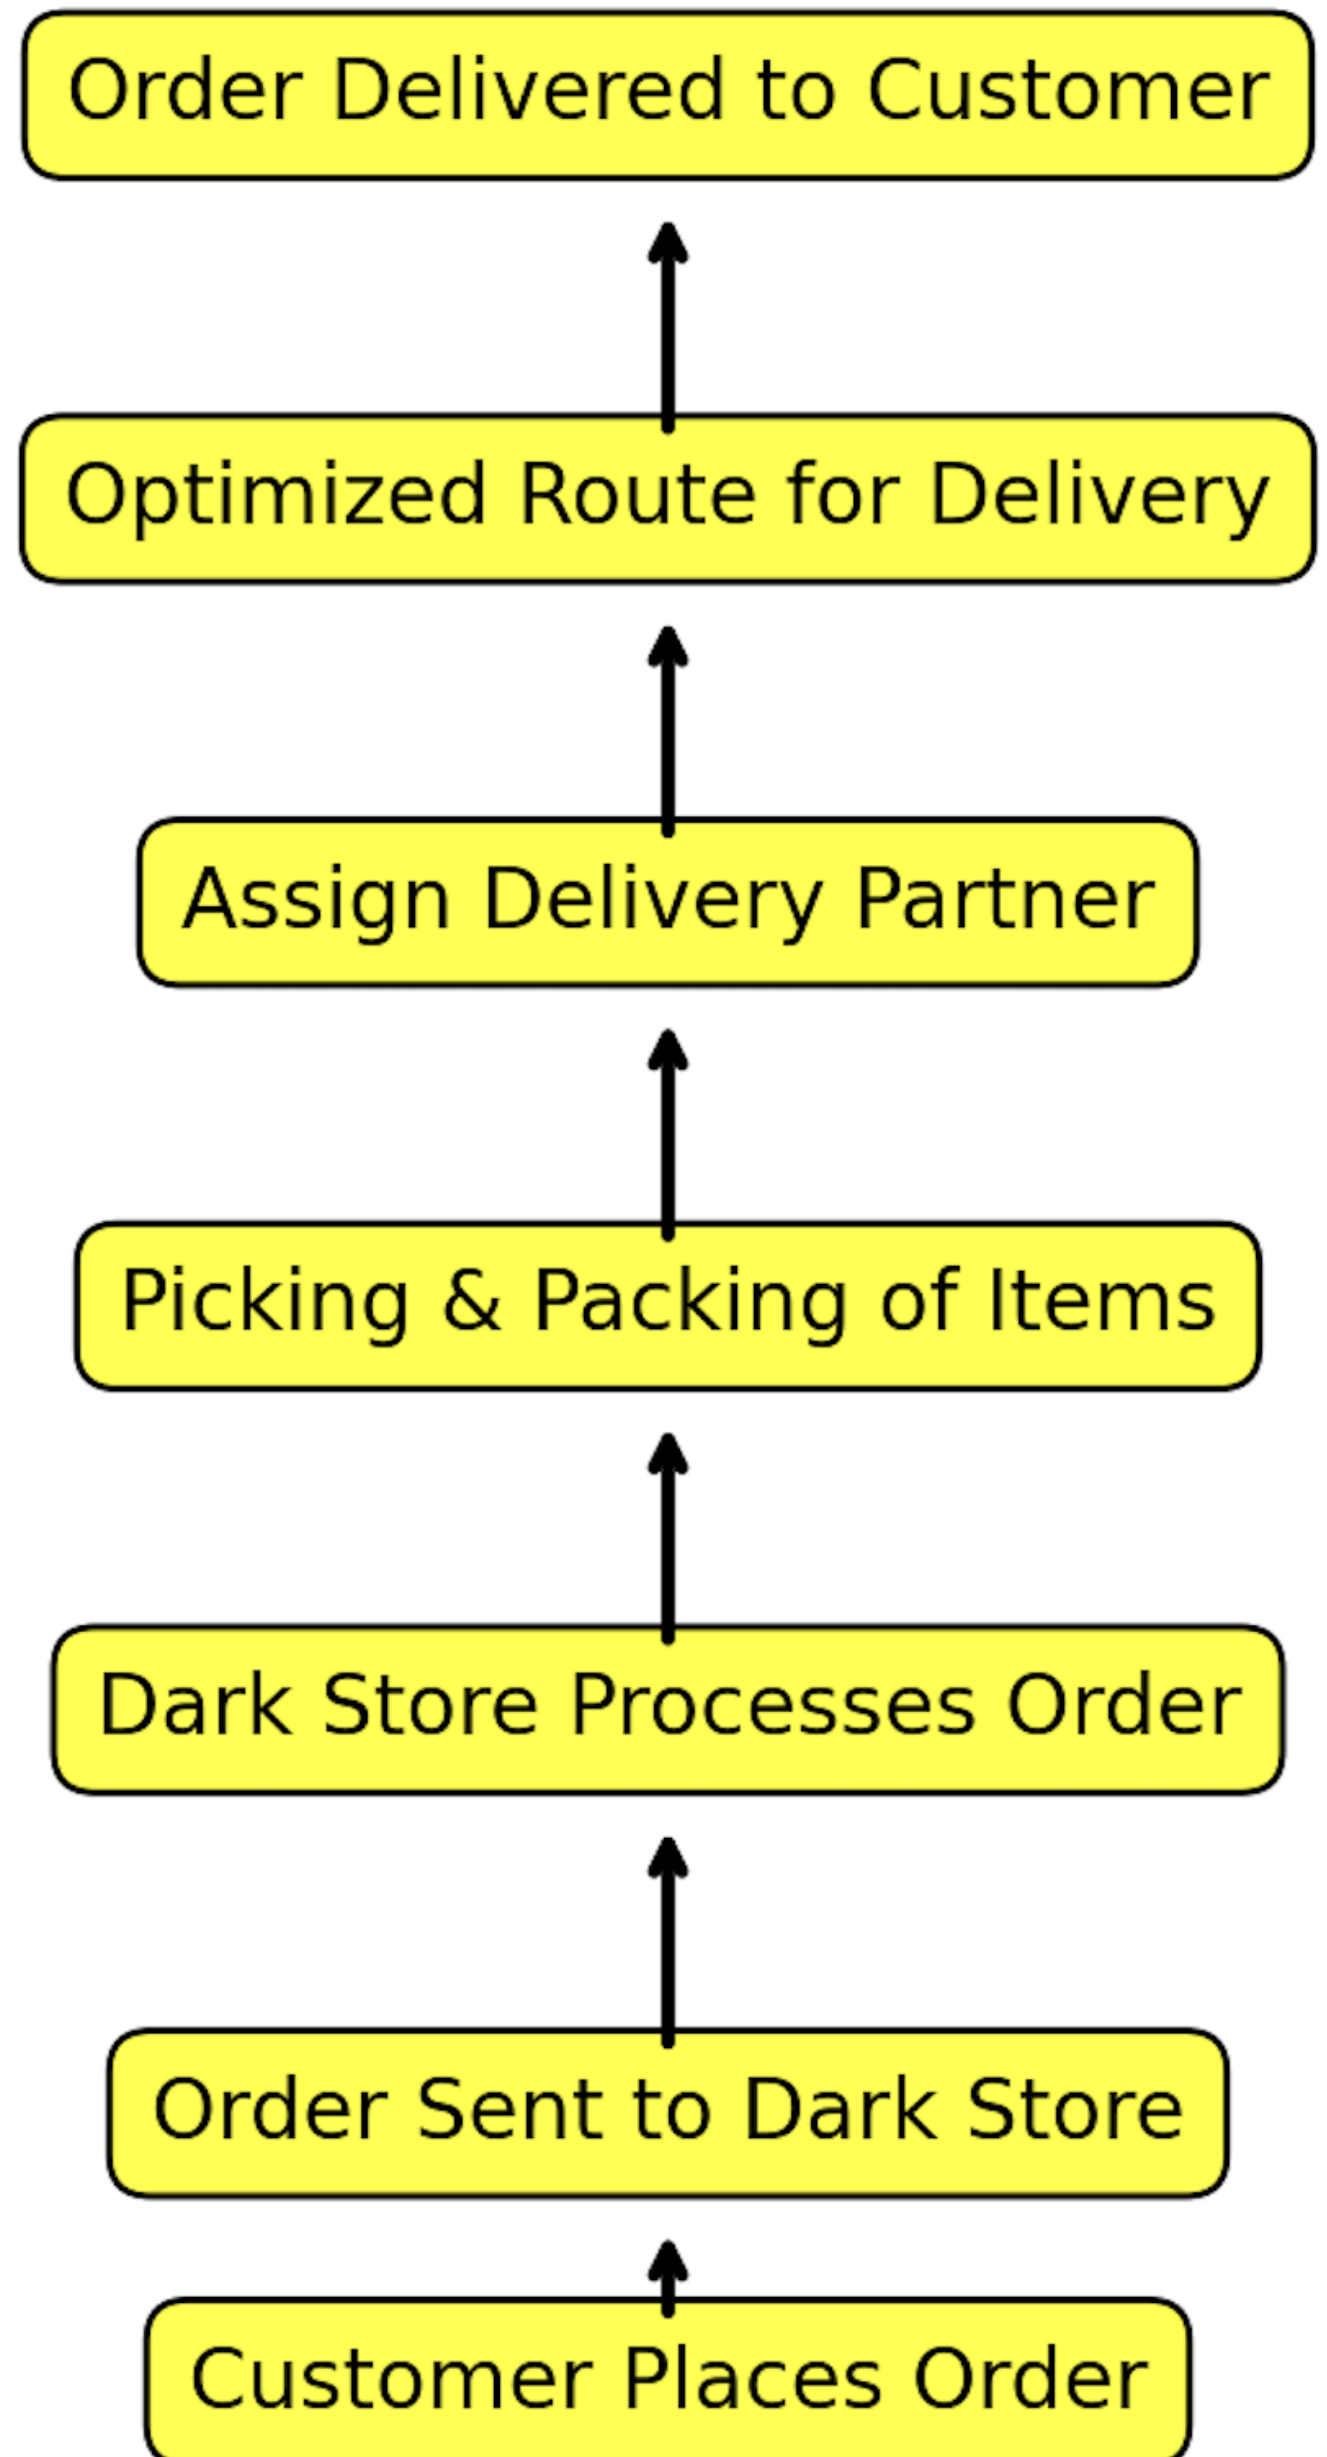 Order Delivered to Customer
Optimized Route for Delivery
Assign Delivery Partner
Picking & Packing of Items
Dark Store Processes Order
Order Sent to Dark Store
Customer Places Order